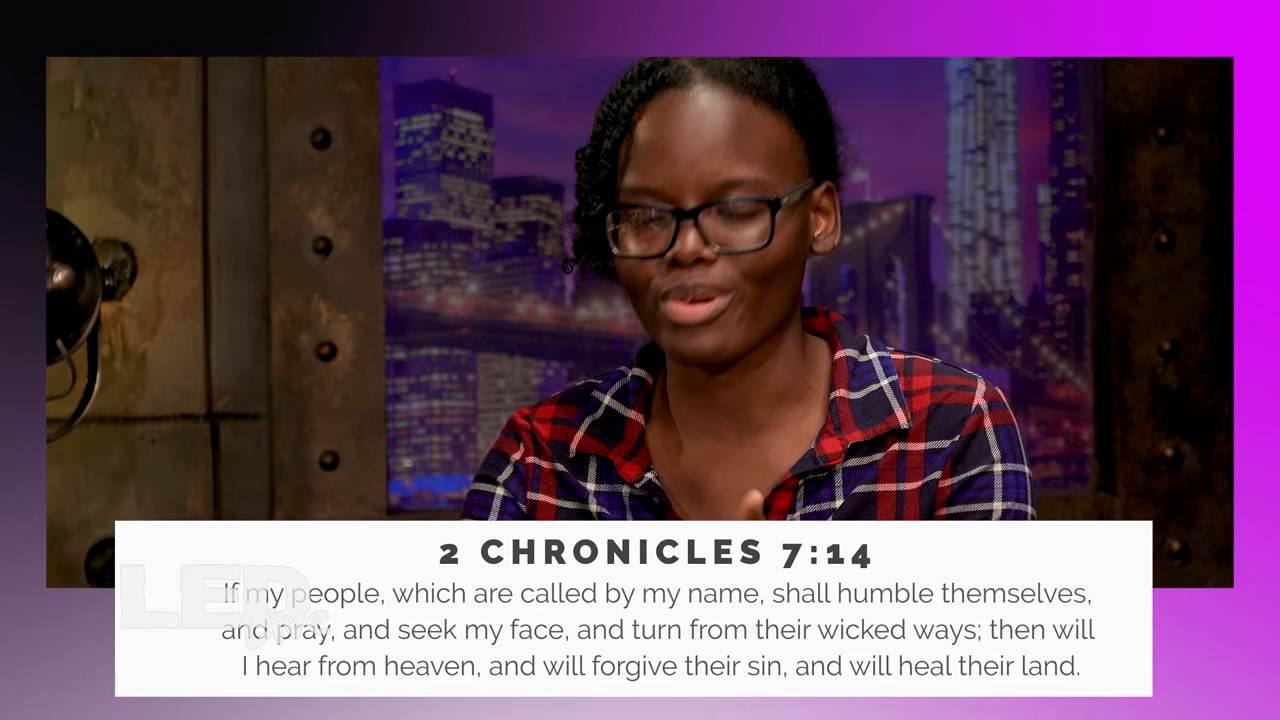 2 CHRONICLES 7:14
If my people, which are called by my name, shall humble themselves,
and pray, and seek my face, and turn from their wicked ways; then will
I hear from heaven, and will forgive their sin, and will heal their land.
LED